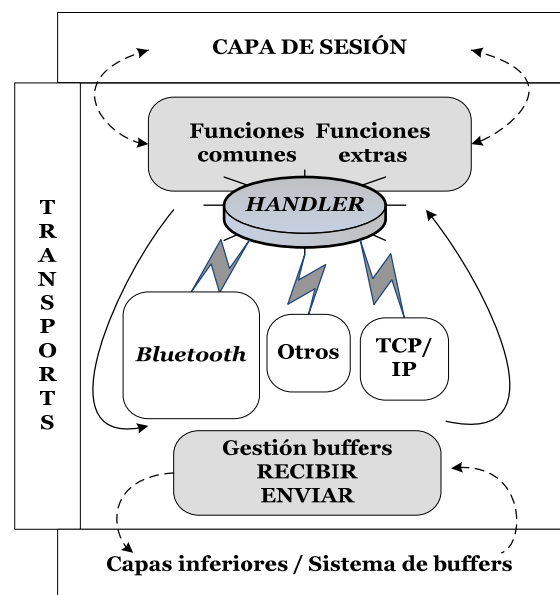 CAPA DE SESIÓN
Funciones comunes
Funciones extras
HANDLER
TRANSPORTS
Bluetooth
Otros
TCP/
IP
Gestión buffers
RECIBIR
ENVIAR
Capas inferiores / Sistema de buffers